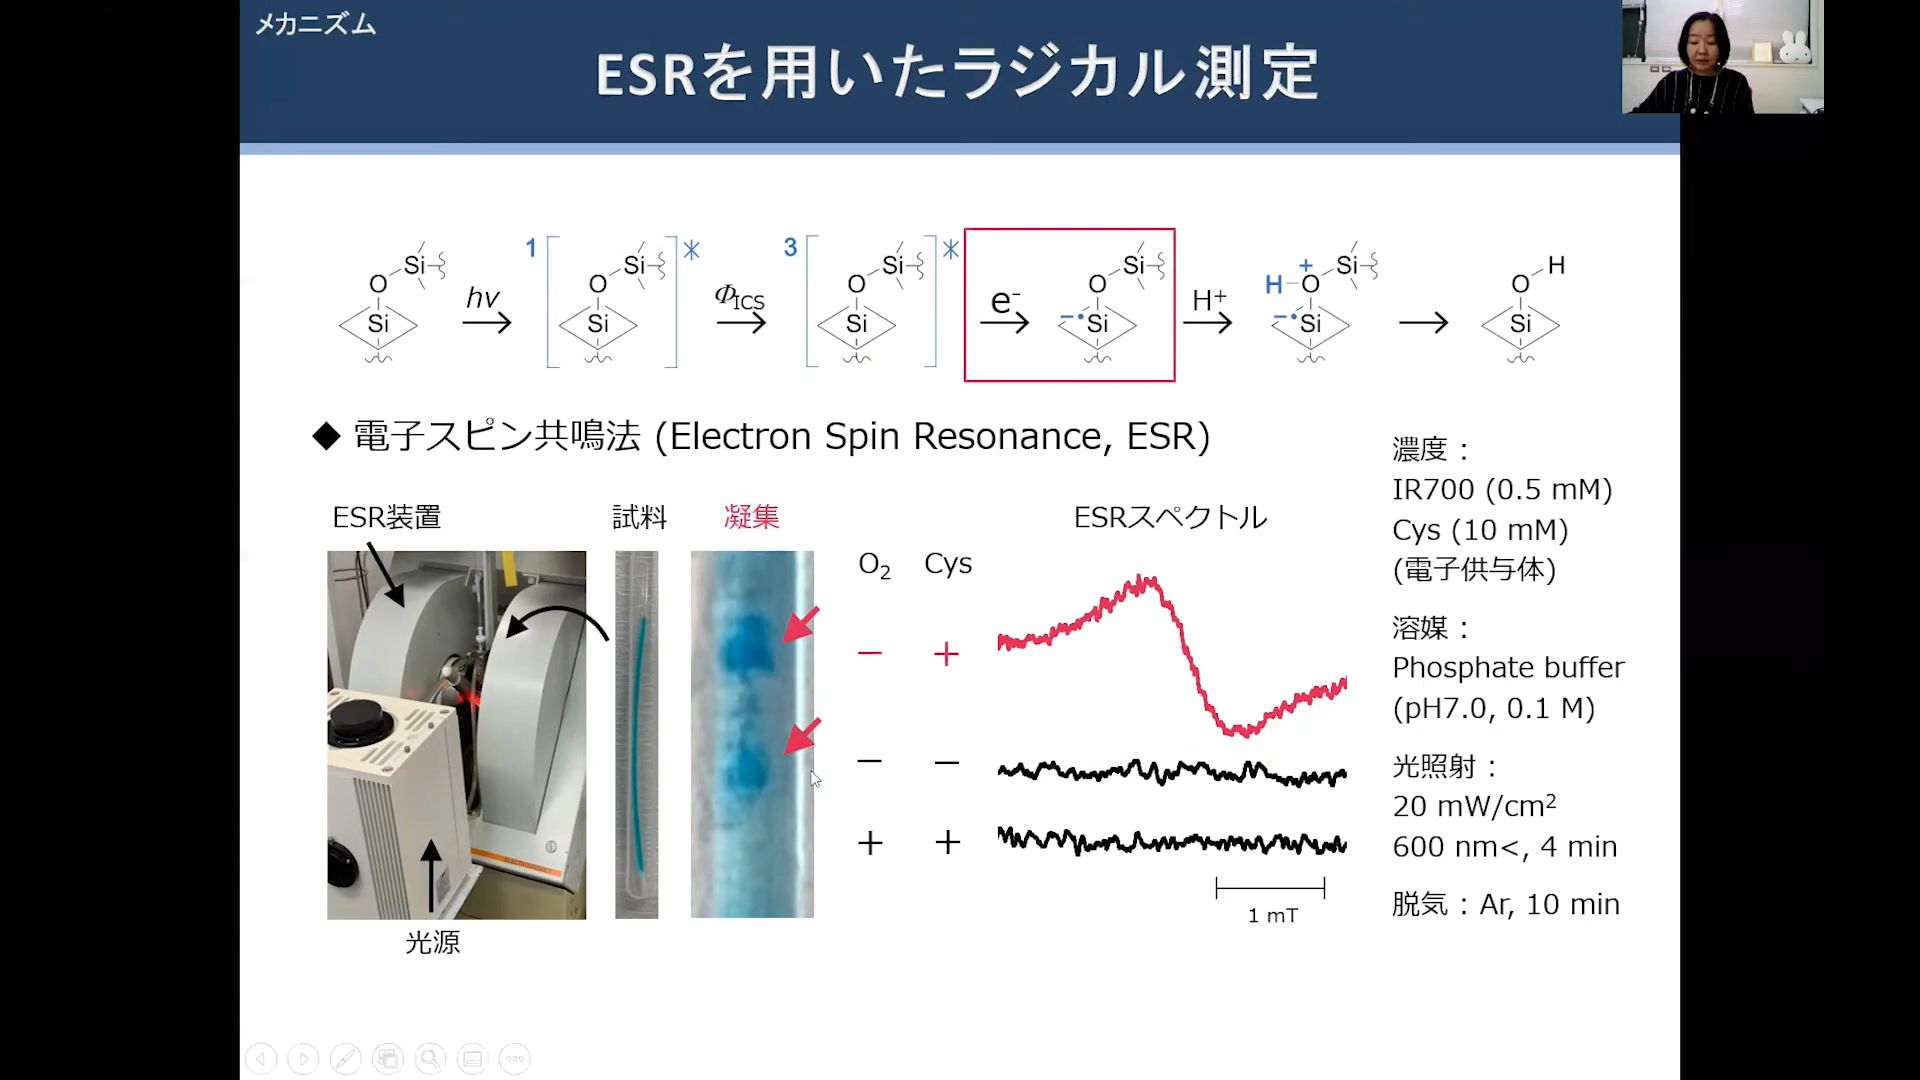 メカニズム
ESRを用いたラジカル測定
Si
O
Si
hν
1
Si
O
Si
*
ΦICS
3
Si
O
Si
*
e⁻
Si
O
−•Si
H⁺
+
H
O
Si
−•Si
O
H
Si
◆ 電子スピン共鳴法 (Electron Spin Resonance, ESR)
ESR装置
試料
凝集
ESRスペクトル
O₂
Cys
− +
− −
+ +
1 mT
光源
濃度：
IR700 (0.5 mM)
Cys (10 mM)
(電子供与体)
溶媒：
Phosphate buffer
(pH7.0, 0.1 M)
光照射：
20 mW/cm²
600 nm<, 4 min
脱気：Ar, 10 min